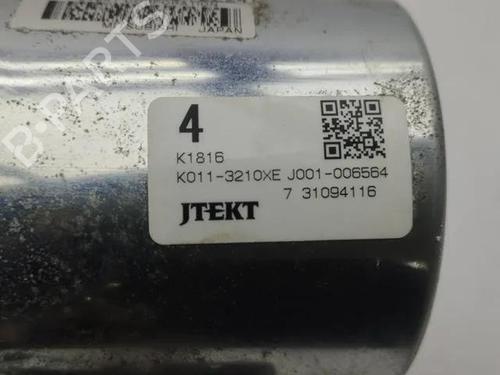 JAPAN
B-PARTS
4
K1816
K011-3210XE J001-006564
7 31094116
JTEKT